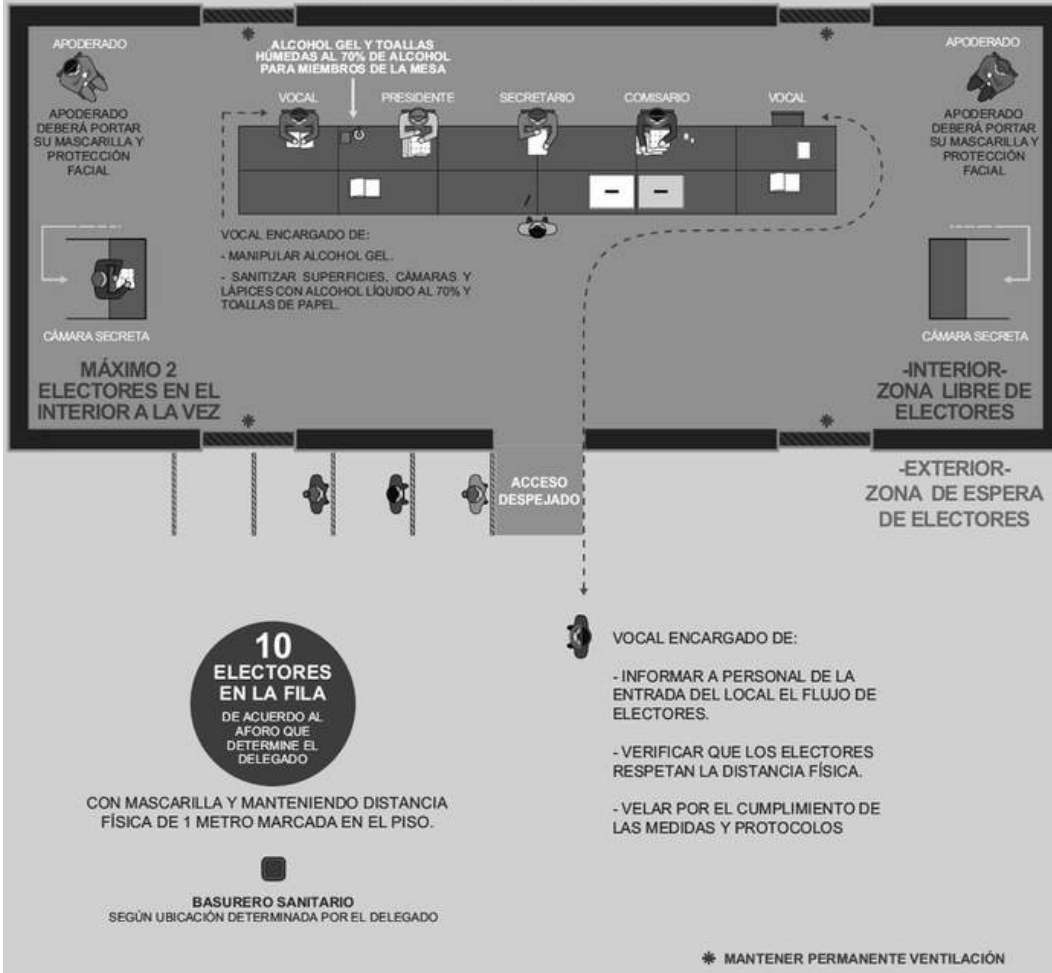 APODERADO
APODERADO
DEBERÁ PORTAR
SU MASCARILLA Y
PROTECCIÓN
FACIAL
ALCOHOL GEL Y TOALLAS
HÚMEDAS AL 70% DE ALCOHOL
PARA MIEMBROS DE LA MESA
VOCAL
PRESIDENTE
SECRETARIO
COMISARIO
VOCAL
APODERADO
APODERADO
DEBERÁ PORTAR
SU MASCARILLA Y
PROTECCIÓN
FACIAL
VOCAL ENCARGADO DE:
- MANIPULAR ALCOHOL GEL.
- SANITIZAR SUPERFICIES, CÁMARAS Y
LÁPICES CON ALCOHOL LÍQUIDO AL 70% Y
TOALLAS DE PAPEL.
CÁMARA SECRETA
CÁMARA SECRETA
MÁXIMO 2
ELECTORES EN EL
INTERIOR A LA VEZ
-INTERIOR-
ZONA LIBRE DE
ELECTORES
ACCESO
DESPEJADO
-EXTERIOR-
ZONA DE ESPERA
DE ELECTORES
10
ELECTORES
EN LA FILA
DE ACUERDO AL
AFORO QUE
DETERMINE EL
DELEGADO
CON MASCARILLA Y MANTENIENDO DISTANCIA
FÍSICA DE 1 METRO MARCADA EN EL PISO.
BASURERO SANITARIO
SEGÚN UBICACIÓN DETERMINADA POR EL DELEGADO
VOCAL ENCARGADO DE:
- INFORMAR A PERSONAL DE LA
ENTRADA DEL LOCAL EL FLUJO DE
ELECTORES.
- VERIFICAR QUE LOS ELECTORES
RESPETAN LA DISTANCIA FÍSICA.
- VELAR POR EL CUMPLIMIENTO DE
LAS MEDIDAS Y PROTOCOLOS
* MANTENER PERMANENTE VENTILACIÓN